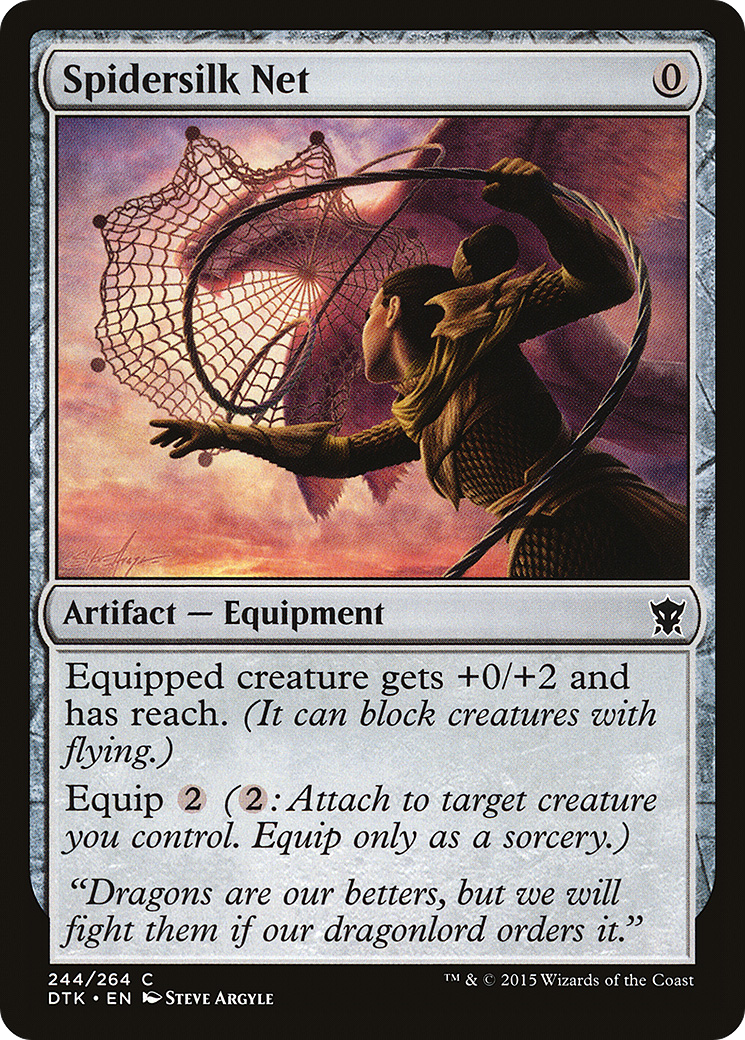 Spidersilk Net 0
Artifact — Equipment
Equipped creature gets +0/+2 and
has reach. (It can block creatures with
flying.)
Equip 2 (2: Attach to target creature
you control. Equip only as a sorcery.)
“Dragons are our betters, but we will
fight them if our dragonlord orders it.”
244/264 C
DTK • EN Steve Argyle
™ & © 2015 Wizards of the Coast